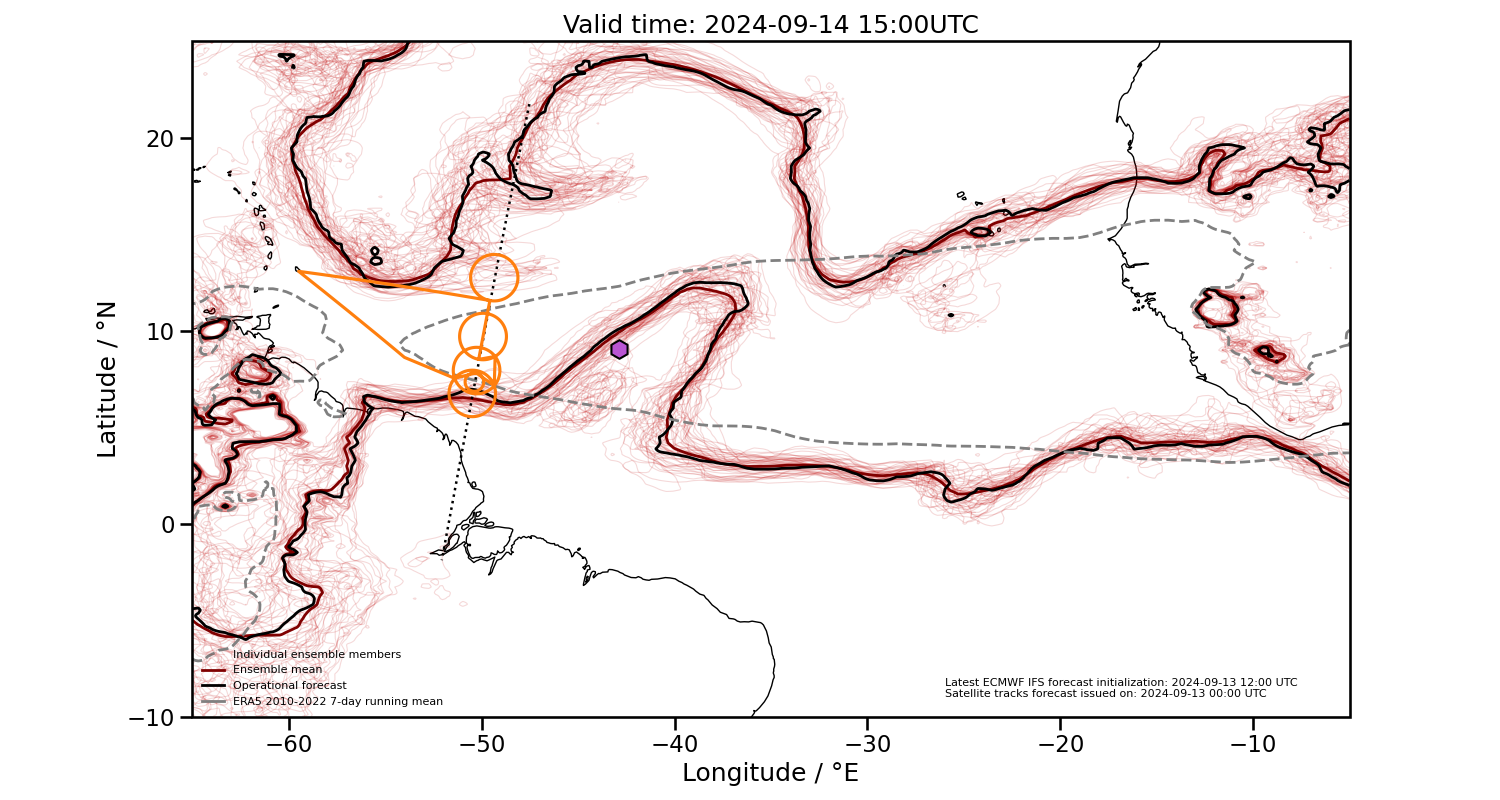 Valid time: 2024-09-14 15:00UTC
Latitude / °N
20
10
0
−10
Individual ensemble members
Ensemble mean
Operational forecast
ERA5 2010-2022 7-day running mean
Latest ECMWF IFS forecast initialization: 2024-09-13 12:00 UTC
Satellite tracks forecast issued on: 2024-09-13 00:00 UTC
−60
−50
−40
−30
−20
−10
Longitude / °E